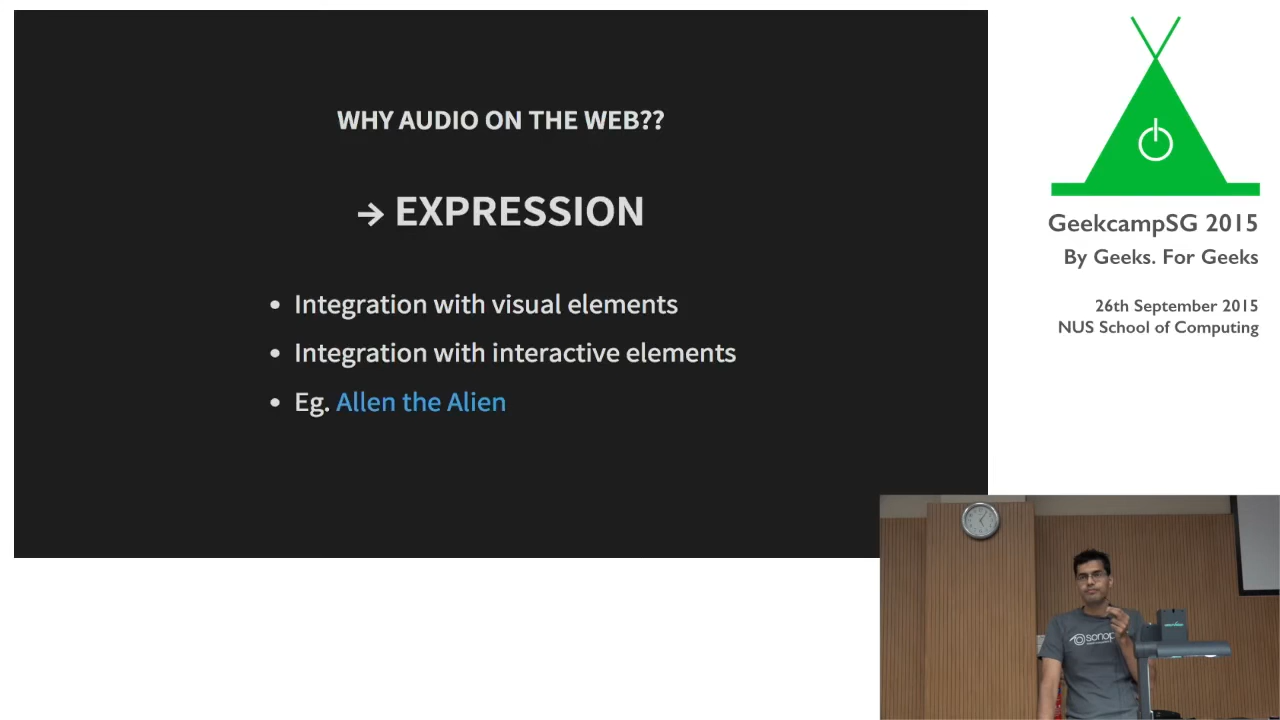 WHY AUDIO ON THE WEB??
→ EXPRESSION
• Integration with visual elements
• Integration with interactive elements
• Eg. Allen the Alien
GeekcampSG 2015
By Geeks. For Geeks
26th September 2015
NUS School of Computing